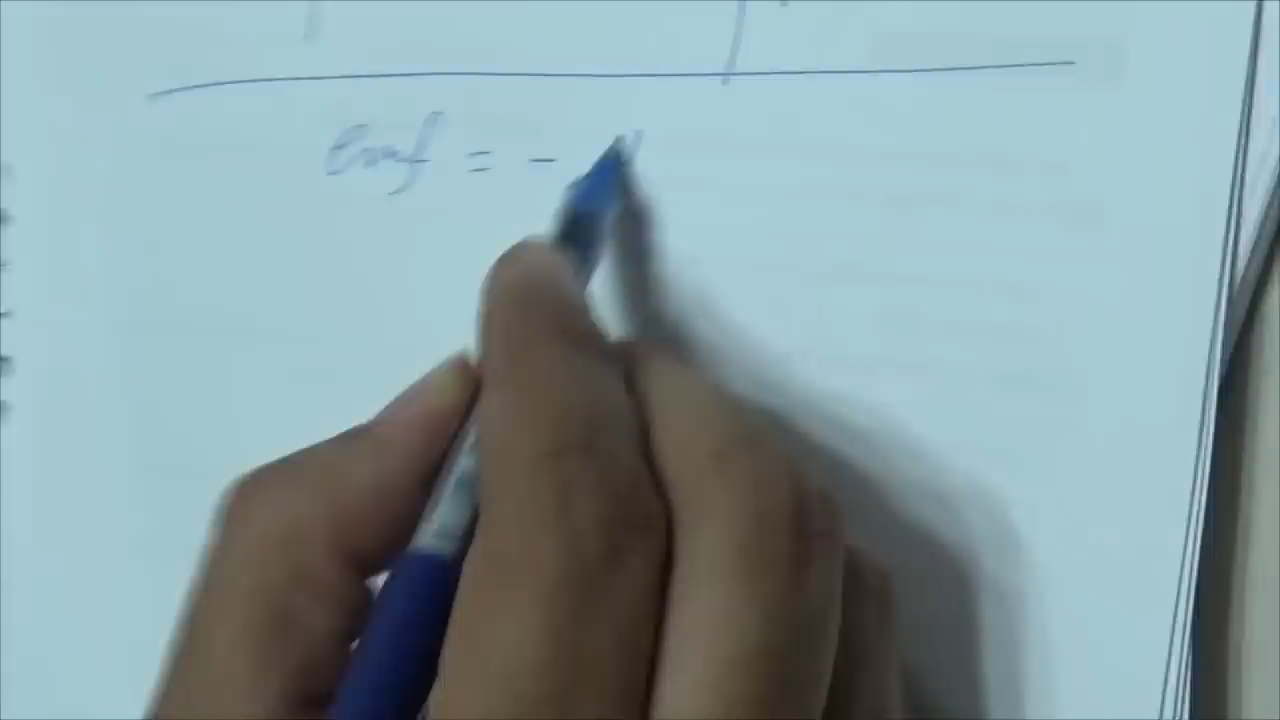 emf = -